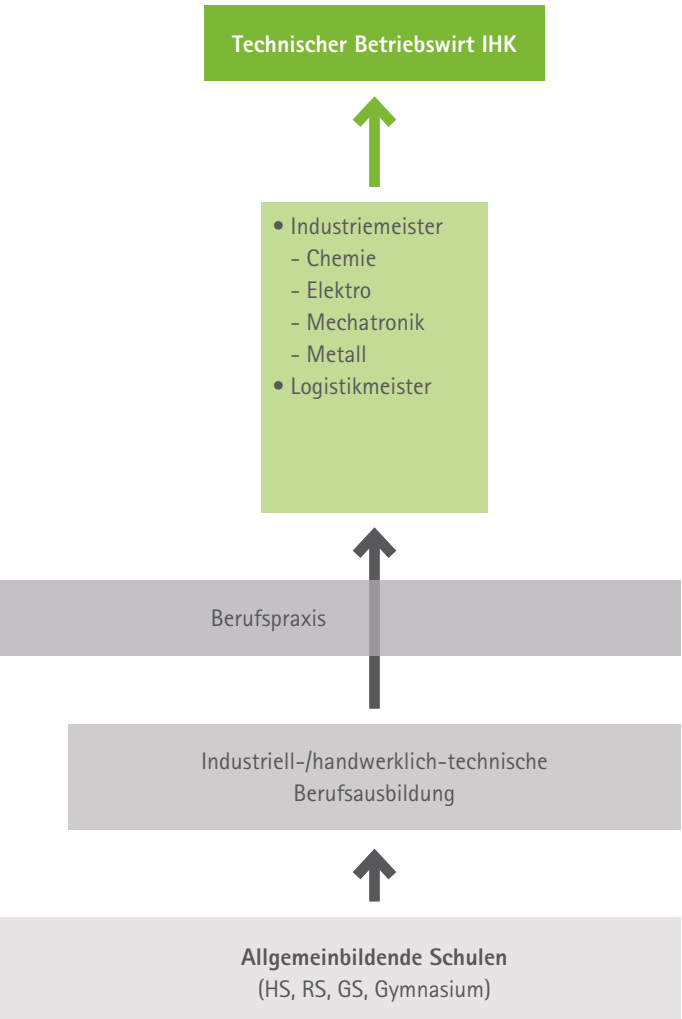 Technischer Betriebswirt IHK
• Industriemeister
- Chemie
- Elektro
- Mechatronik
- Metall
• Logistikmeister
Berufspraxis
Industriell-/handwerklich-technische
Berufsausbildung
Allgemeinbildende Schulen
(HS, RS, GS, Gymnasium)